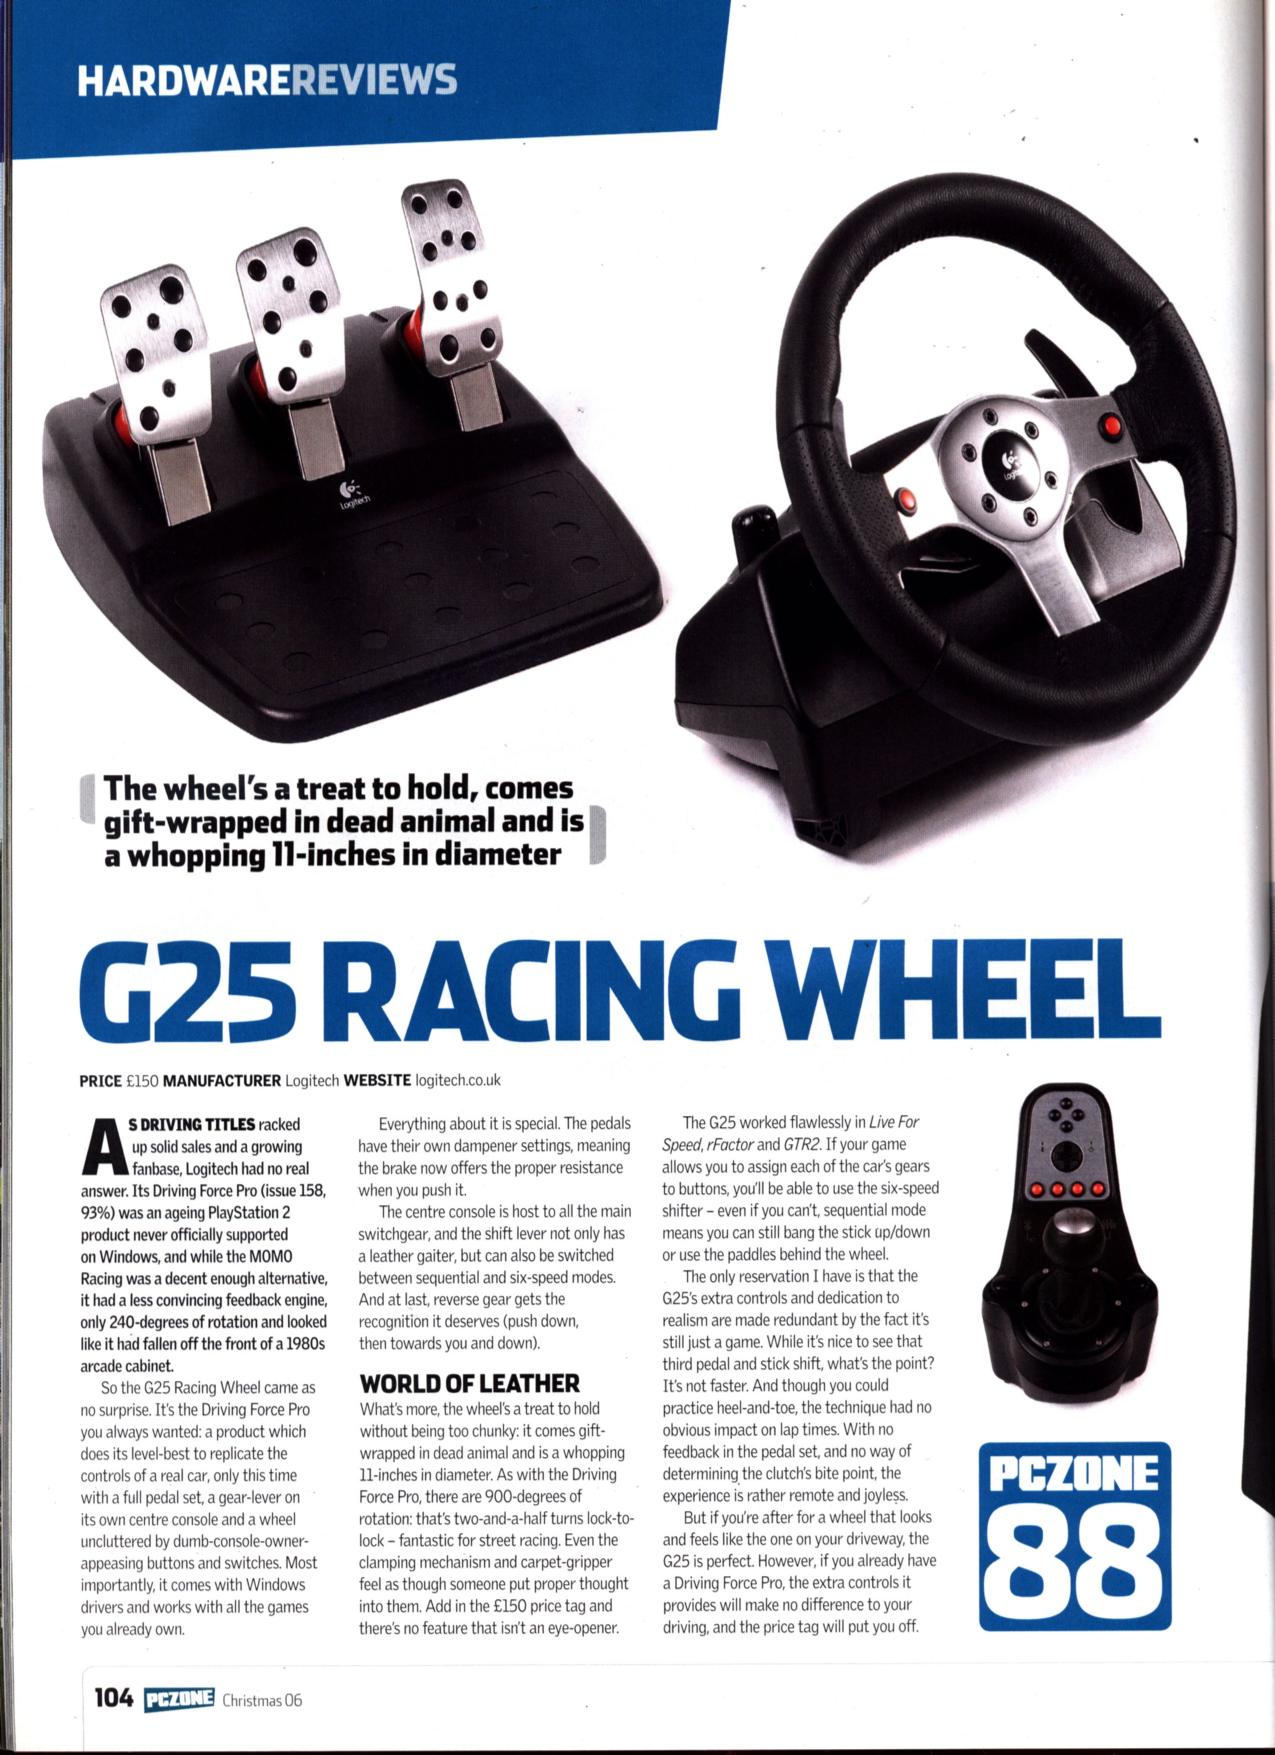 HARDWAREREVIEWS
Logitech
Logitech
The wheel's a treat to hold, comes
gift-wrapped in dead animal and is
a whopping 11-inches in diameter
G25 RACING WHEEL
PRICE £150 MANUFACTURER Logitech WEBSITE logitech.co.uk
AS DRIVING TITLES racked
up solid sales and a growing
fanbase, Logitech had no real
answer. Its Driving Force Pro (issue 158,
93%) was an ageing PlayStation 2
product never officially supported
on Windows, and while the MOMO
Racing was a decent enough alternative,
it had a less convincing feedback engine,
only 240-degrees of rotation and looked
like it had fallen off the front of a 1980s
arcade cabinet.
So the G25 Racing Wheel came as
no surprise. It's the Driving Force Pro
you always wanted: a product which
does its level-best to replicate the
controls of a real car, only this time
with a full pedal set, a gear-lever on
its own centre console and a wheel
uncluttered by dumb-console-owner-
appeasing buttons and switches. Most
importantly, it comes with Windows
drivers and works with all the games
you already own.
Everything about it is special. The pedals
have their own dampener settings, meaning
the brake now offers the proper resistance
when you push it.
The centre console is host to all the main
switchgear, and the shift lever not only has
a leather gaiter, but can also be switched
between sequential and six-speed modes.
And at last, reverse gear gets the
recognition it deserves (push down,
then towards you and down).
WORLD OF LEATHER
What's more, the wheel's a treat to hold
without being too chunky: it comes gift-
wrapped in dead animal and is a whopping
11-inches in diameter. As with the Driving
Force Pro, there are 900-degrees of
rotation: that's two-and-a-half turns lock-to-
lock – fantastic for street racing. Even the
clamping mechanism and carpet-gripper
feel as though someone put proper thought
into them. Add in the £150 price tag and
there's no feature that isn't an eye-opener.
The G25 worked flawlessly in Live For
Speed, rFactor and GTR2. If your game
allows you to assign each of the car's gears
to buttons, you'll be able to use the six-speed
shifter – even if you can't, sequential mode
means you can still bang the stick up/down
or use the paddles behind the wheel.
The only reservation I have is that the
G25's extra controls and dedication to
realism are made redundant by the fact it's
still just a game. While it's nice to see that
third pedal and stick shift, what's the point?
It's not faster. And though you could
practice heel-and-toe, the technique had no
obvious impact on lap times. With no
feedback in the pedal set, and no way of
determining the clutch's bite point, the
experience is rather remote and joyless.
But if you're after for a wheel that looks
and feels like the one on your driveway, the
G25 is perfect. However, if you already have
a Driving Force Pro, the extra controls it
provides will make no difference to your
driving, and the price tag will put you off.
PCZONE
88
104 PCZONE Christmas 06